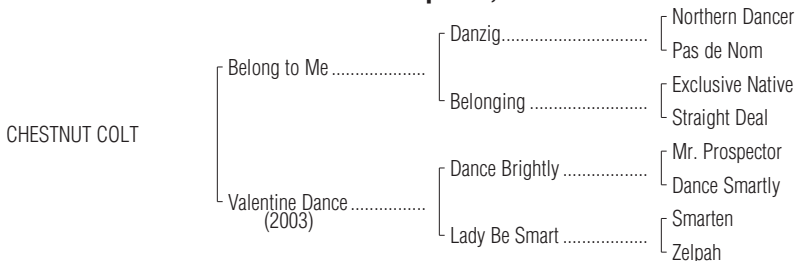 Northern Dancer
Danzig................................
Pas de Nom
Belong to Me ...................
Exclusive Native
Belonging ..........................
Straight Deal
CHESTNUT COLT
Mr. Prospector
Dance Brightly ..................
Dance Smartly
Valentine Dance ................
(2003)
Smarten
Lady Be Smart ..................
Zelpah